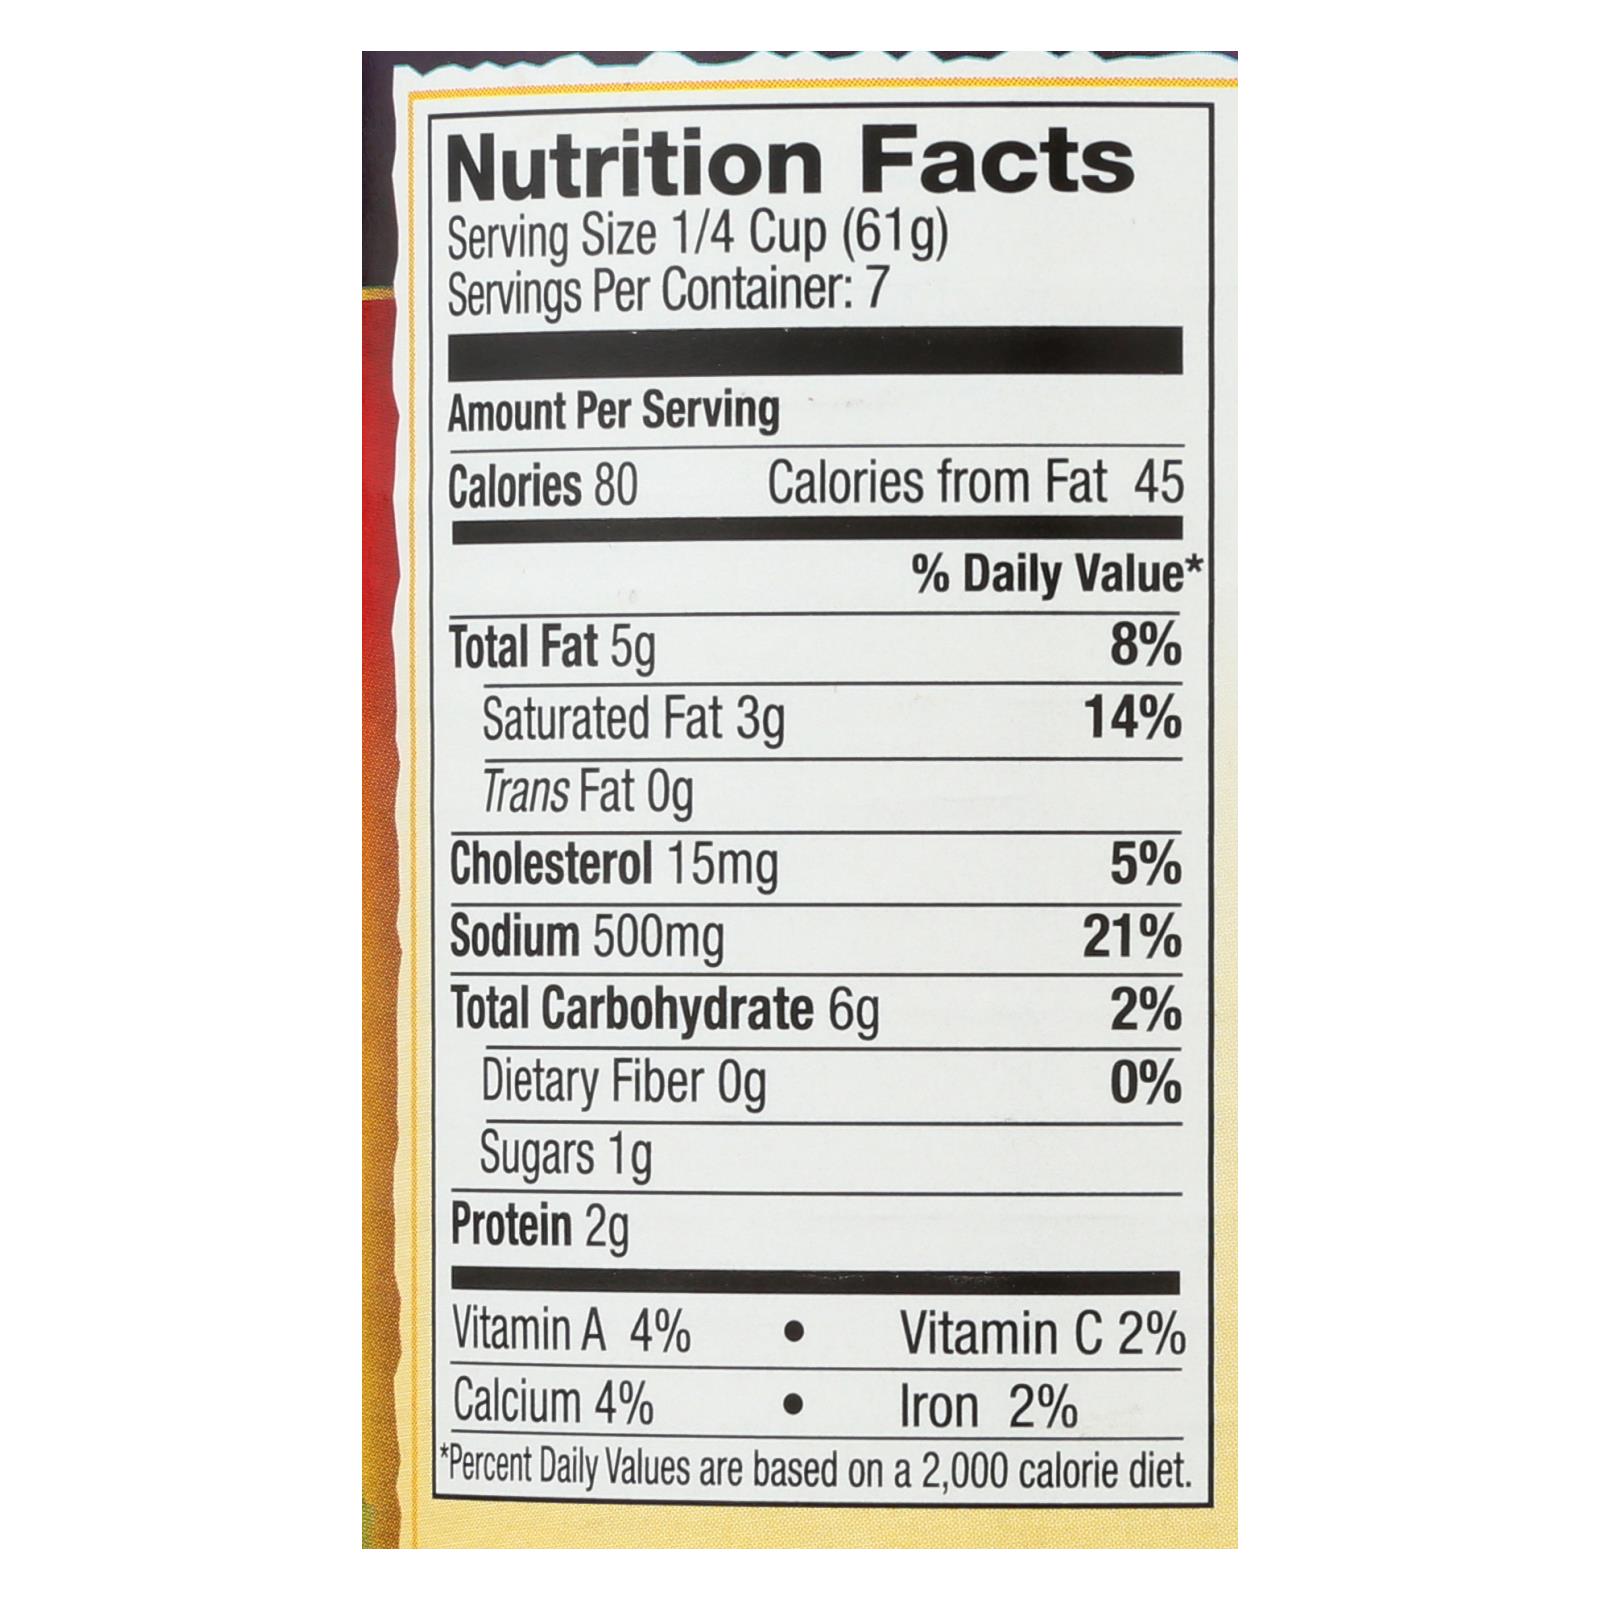 Nutrition Facts
Serving Size 1/4 Cup (61g)
Servings Per Container: 7
Amount Per Serving
Calories 80 Calories from Fat 45
% Daily Value*
Total Fat 5g 8%
Saturated Fat 3g 14%
Trans Fat 0g
Cholesterol 15mg 5%
Sodium 500mg 21%
Total Carbohydrate 6g 2%
Dietary Fiber 0g 0%
Sugars 1g
Protein 2g
Vitamin A 4% • Vitamin C 2%
Calcium 4% • Iron 2%
*Percent Daily Values are based on a 2,000 calorie diet.